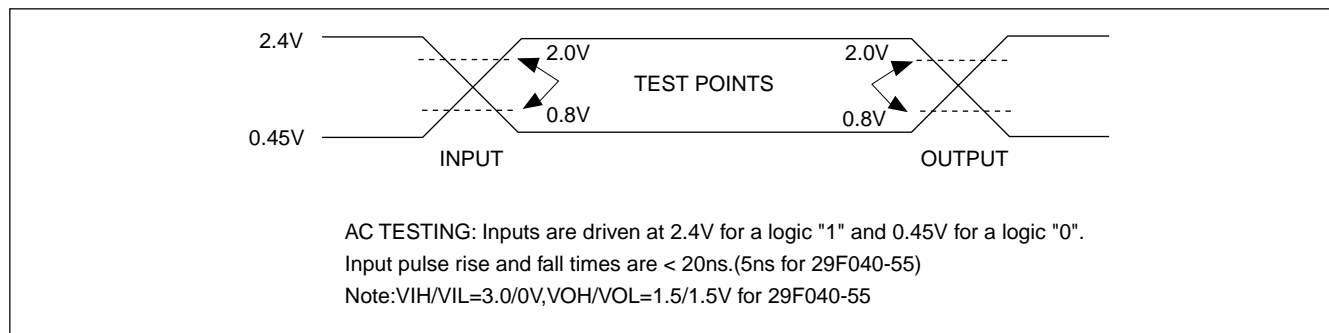 2.4V
2.0V
2.0V
TEST POINTS
0.8V
0.8V
0.45V
INPUT
OUTPUT
AC TESTING: Inputs are driven at 2.4V for a logic "1" and 0.45V for a logic "0".
Input pulse rise and fall times are < 20ns.(5ns for 29F040-55)
Note:VIH/VIL=3.0/0V,VOH/VOL=1.5/1.5V for 29F040-55